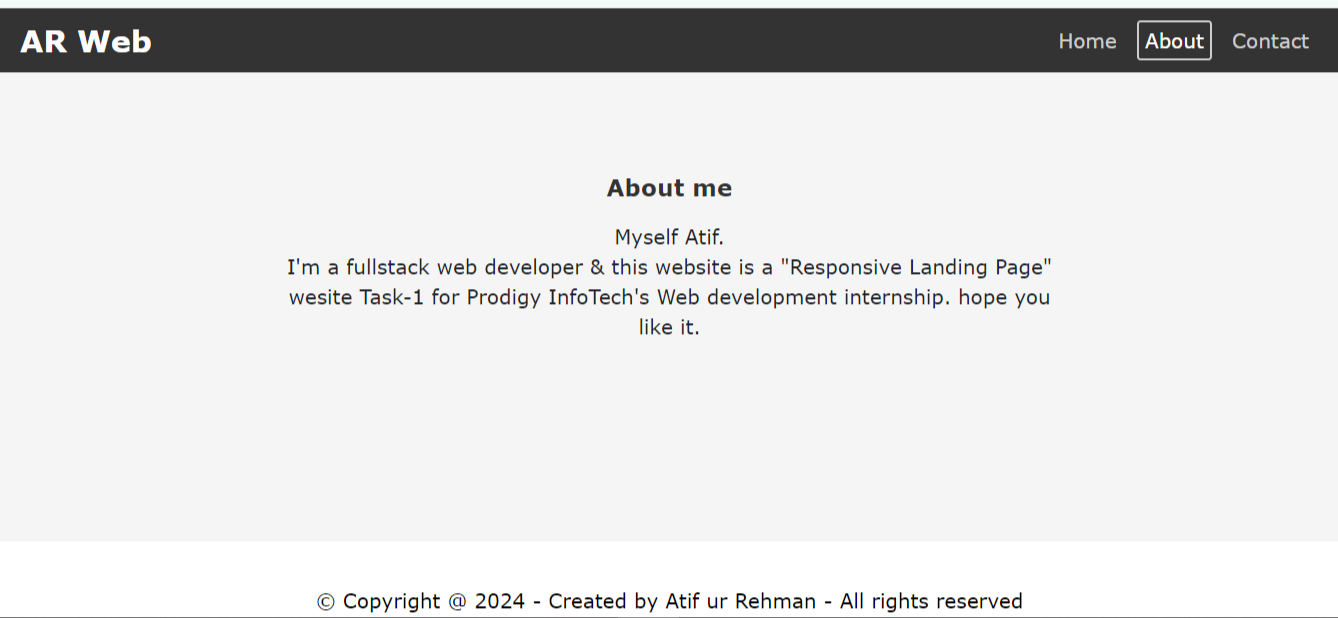 AR Web
Home About Contact
About me
Myself Atif.
I'm a fullstack web developer & this website is a "Responsive Landing Page"
wesite Task-1 for Prodigy InfoTech's Web development internship. hope you
like it.
© Copyright @ 2024 - Created by Atif ur Rehman - All rights reserved